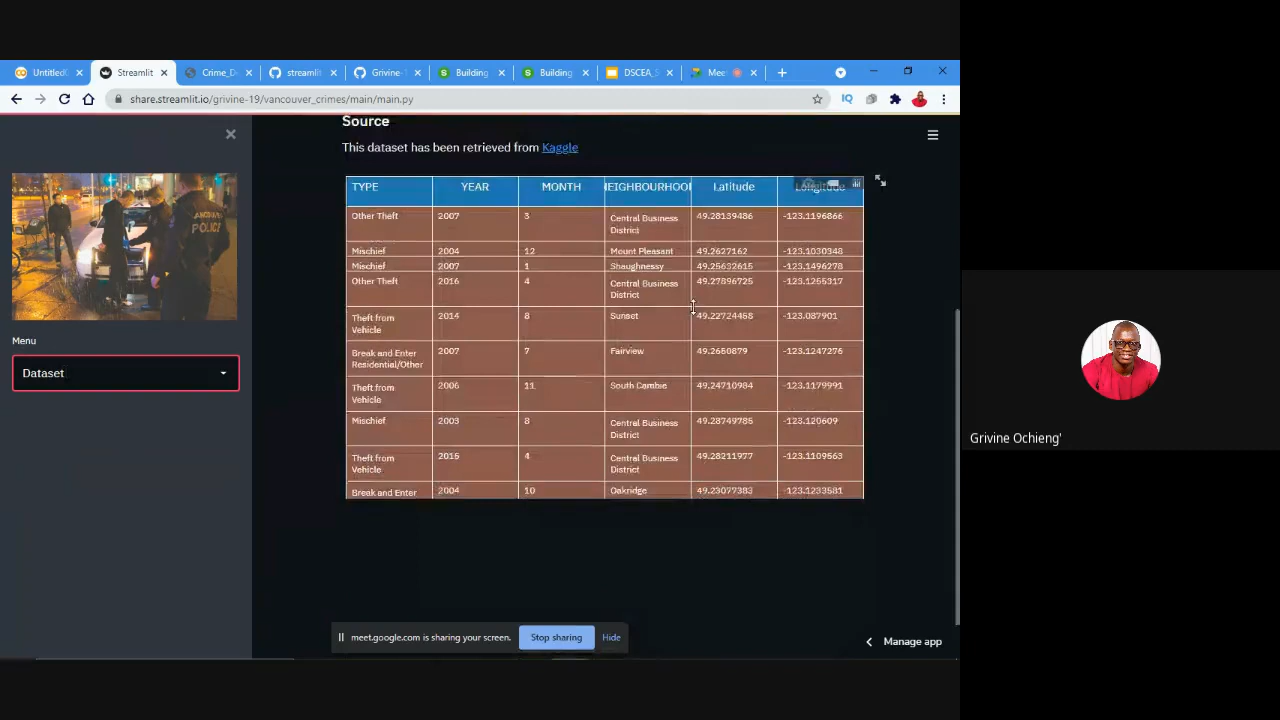 Untitled
Streamlit
Crime_D
streamlit
Grivine-
Building
Building
DSCEA_S
Mee
share.streamlit.io/grivine-19/vancouver_crimes/main/main.py
IQ
Source
This dataset has been retrieved from Kaggle
TYPE YEAR MONTH NEIGHBOURHOOD Latitude Longitude
Other Theft 2007 3 Central Business District 49.28139486 -123.1196866
Mischief 2004 12 Mount Pleasant 49.2627162 -123.1030348
Mischief 2007 1 Shaughnessy 49.25632615 -123.1496278
Other Theft 2016 4 Central Business District 49.27896725 -123.1255317
Theft from Vehicle 2014 8 Sunset 49.22724458 -123.087901
Break and Enter Residential/Other 2007 7 Fairview 49.2650879 -123.1247276
Theft from Vehicle 2006 11 South Cambie 49.24710984 -123.1179991
Mischief 2003 8 Central Business District 49.28749785 -123.120609
Theft from Vehicle 2015 4 Central Business District 49.28211977 -123.1109563
Break and Enter 2004 10 Oakridge 49.23077383 -123.1233581
POLICE
Menu
Dataset
meet.google.com is sharing your screen.
Stop sharing
Hide
Manage app
Grivine Ochieng'